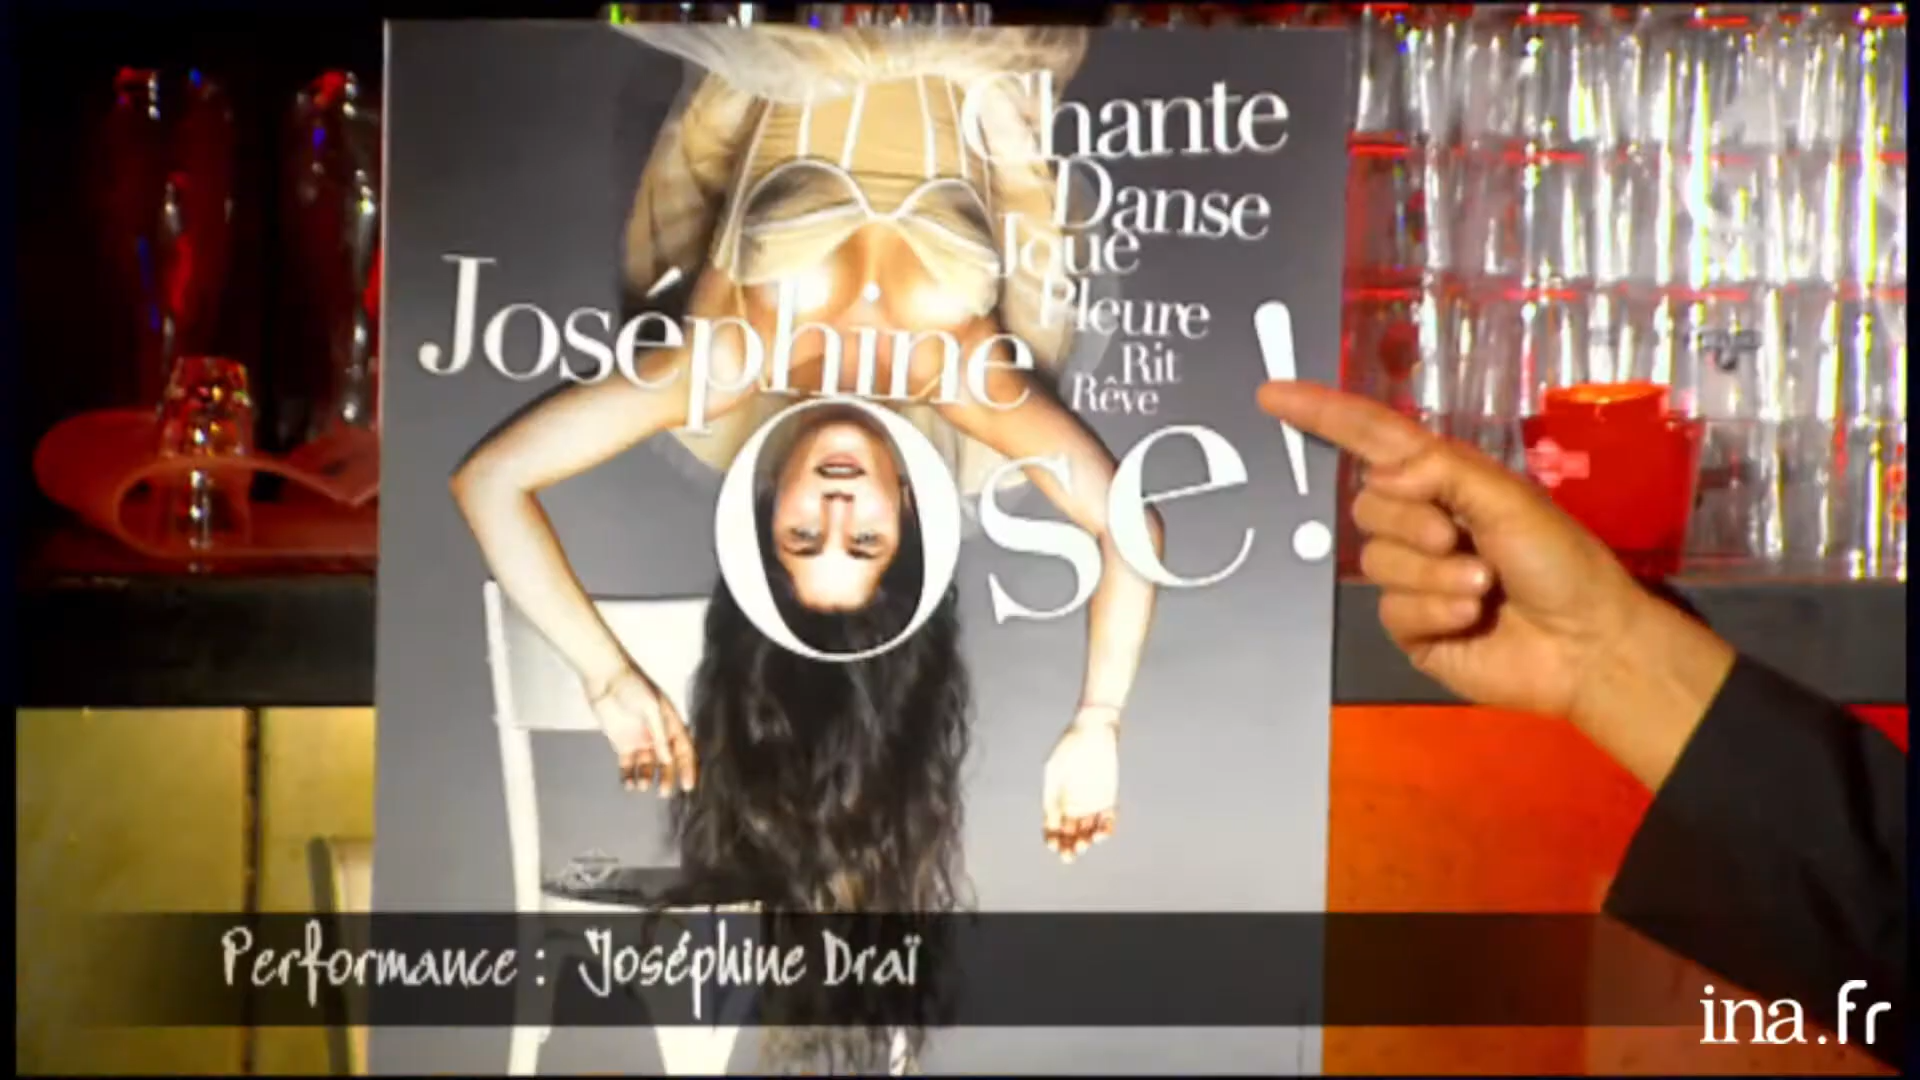 Chante
Danse
Joue
Pleure
Rit
Rêve
Joséphine
Ose!
Performance : Joséphine Draï
ina.fr